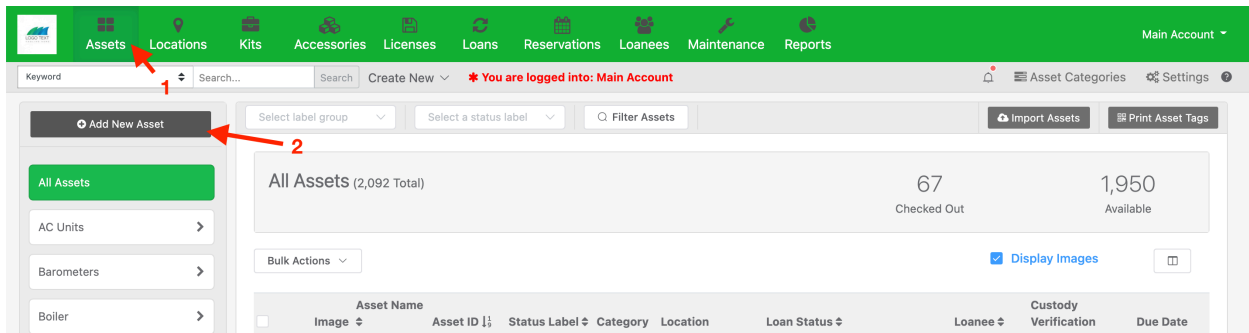 LOGO TEXT
Assets Locations Kits Accessories Licenses Loans Reservations Loanees Maintenance Reports Main Account
Keyword Search... Search Create New ✱ You are logged into: Main Account Asset Categories Settings
1
Add New Asset Select label group Select a status label Filter Assets Import Assets Print Asset Tags
2
All Assets
All Assets (2,092 Total) 67 1,950
Checked Out Available
AC Units
Bulk Actions Display Images
Barometers
Boiler
Image Asset Name Asset ID Status Label Category Location Loan Status Loanee Custody Verification Due Date